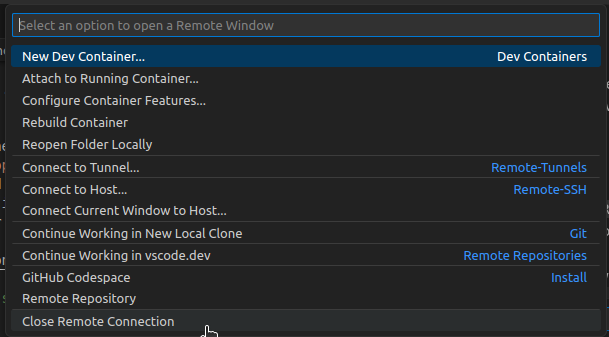 Select an option to open a Remote Window
New Dev Container... Dev Containers
Attach to Running Container...
Configure Container Features...
Rebuild Container
Reopen Folder Locally
Connect to Tunnel... Remote-Tunnels
Connect to Host... Remote-SSH
Connect Current Window to Host...
Continue Working in New Local Clone Git
Continue Working in vscode.dev Remote Repositories
GitHub Codespace Install
Remote Repository
Close Remote Connection